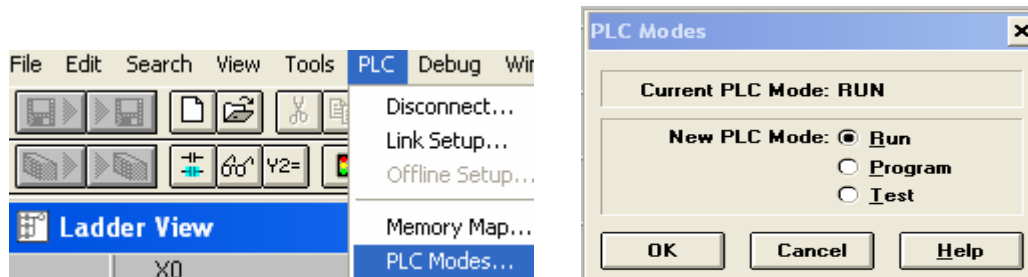 File Edit Search View Tools PLC Debug
Disconnect...
Link Setup...
Offline Setup...
Y2=
Ladder View
Memory Map...
PLC Modes...
X0
PLC Modes
Current PLC Mode: RUN
New PLC Mode: Run
Program
Test
OK Cancel Help